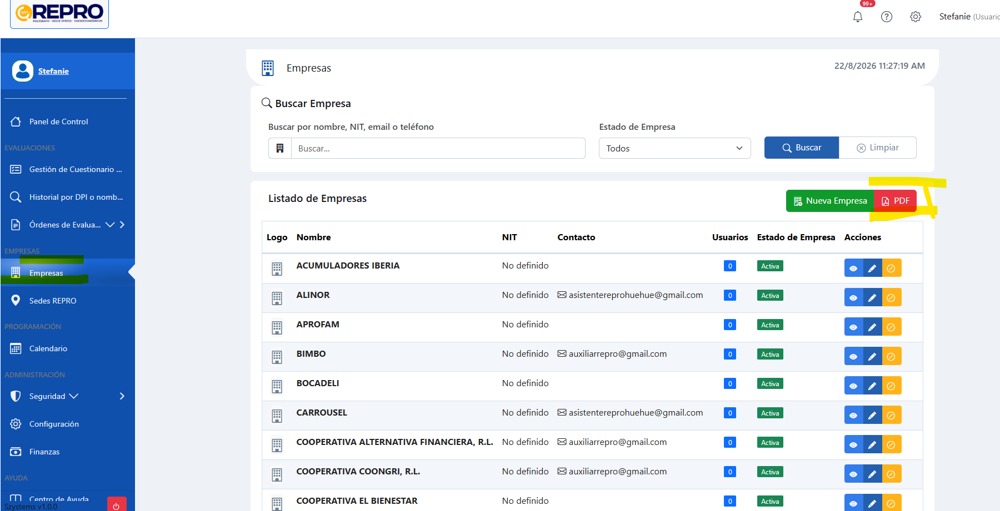 REPRO
POLÍGRAFO - VOICE STRESS - SOCIOECONÓMICOS
99+
Stefanie (Usuario
Stefanie
Panel de Control
EVALUACIONES
Gestión de Cuestionario ...
Historial por DPI o nomb...
Órdenes de Evalua...
EMPRESAS
Empresas
Sedes REPRO
PROGRAMACIÓN
Calendario
ADMINISTRACIÓN
Seguridad
Configuración
Finanzas
AYUDA
Centro de Ayuda
Szystems v1.0.0
Empresas
22/8/2026 11:27:19 AM
Buscar Empresa
Buscar por nombre, NIT, email o teléfono
Estado de Empresa
Buscar...
Todos
Buscar
Limpiar
Listado de Empresas
Nueva Empresa
PDF
Logo Nombre NIT Contacto Usuarios Estado de Empresa Acciones
ACUMULADORES IBERIA No definido 0 Activa
ALINOR No definido asistentereprohuehue@gmail.com 0 Activa
APROFAM No definido 0 Activa
BIMBO No definido auxiliarrepro@gmail.com 0 Activa
BOCADELI No definido 0 Activa
CARROUSEL No definido asistentereprohuehue@gmail.com 0 Activa
COOPERATIVA ALTERNATIVA FINANCIERA, R.L. No definido auxiliarrepro@gmail.com 0 Activa
COOPERATIVA COONGRI, R.L. No definido auxiliarrepro@gmail.com 0 Activa
COOPERATIVA EL BIENESTAR No definido 0 Activa